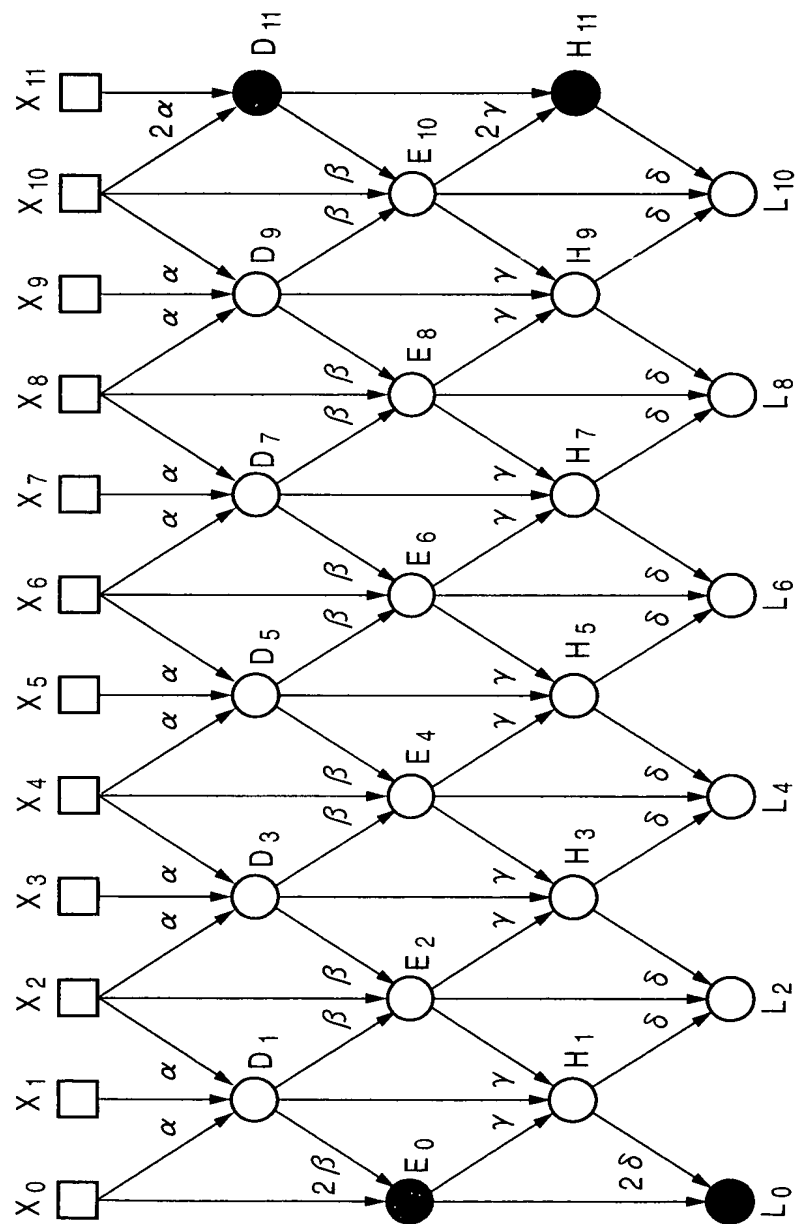 X0 X1 X2 X3 X4 X5 X6 X7 X8 X9 X10 X11
α α α α α α α α α α 2α
D1 D3 D5 D7 D9 D11
2β β β β β β β β β β β
E0 E2 E4 E6 E8 E10
γ γ γ γ γ γ γ γ γ γ 2γ
H1 H3 H5 H7 H9 H11
2δ δ δ δ δ δ δ δ δ δ δ
L0 L2 L4 L6 L8 L10